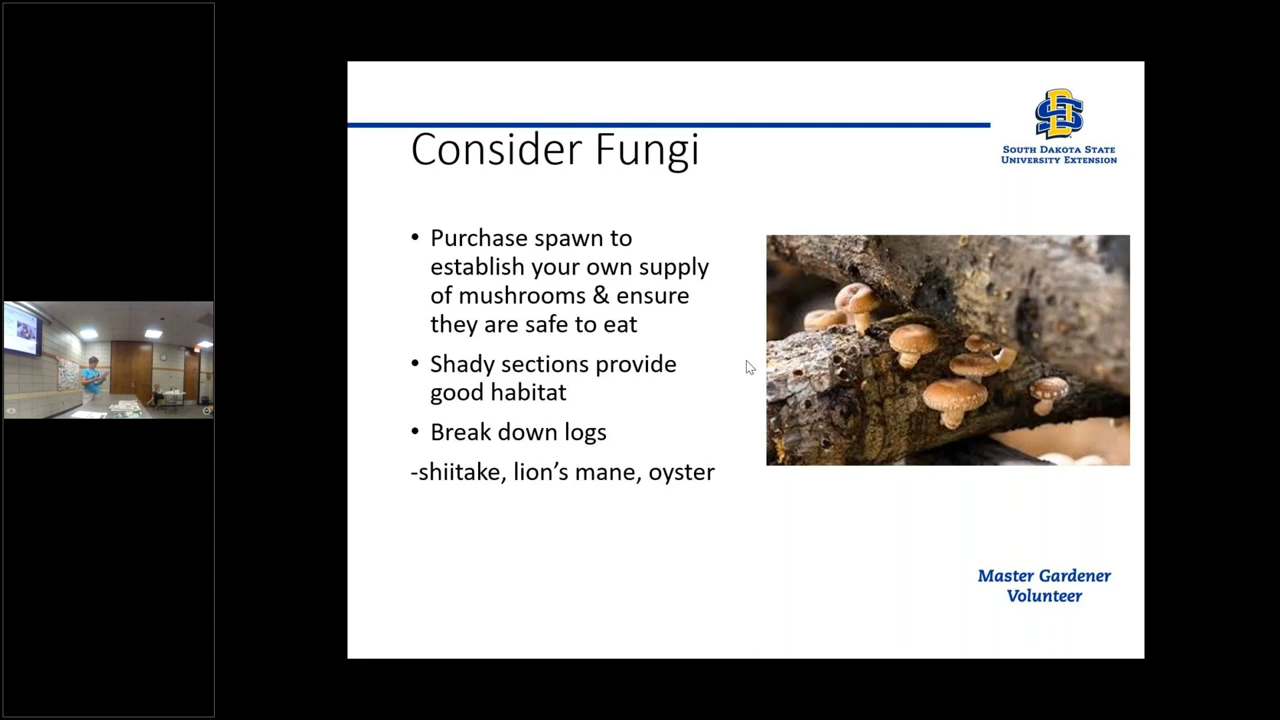 SOUTH DAKOTA STATE
UNIVERSITY EXTENSION
Consider Fungi
• Purchase spawn to
establish your own supply
of mushrooms & ensure
they are safe to eat
• Shady sections provide
good habitat
• Break down logs
-shiitake, lion’s mane, oyster
Master Gardener
Volunteer